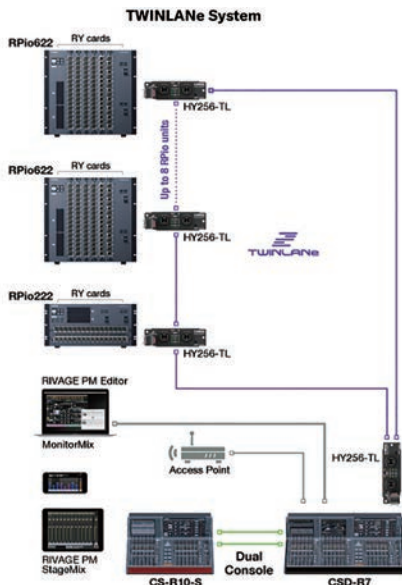 TWINLANe System
RPio622
RY cards
HY256-TL
Up to 8 RPio units
RPio622
RY cards
HY256-TL
TWINLANe
RPio222
RY cards
HY256-TL
RIVAGE PM Editor
MonitorMix
Access Point
HY256-TL
RIVAGE PM
StageMix
Dual
Console
CS-R10-S
CSD-R7